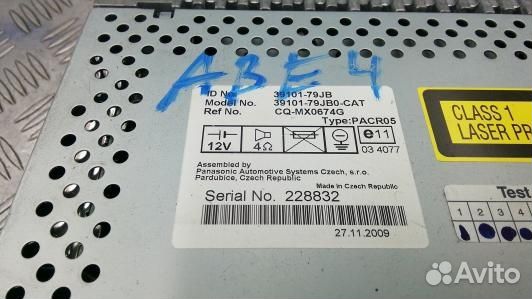 ABE4
ID No. 39101-79JB
Model No. 39101-79JB0-CAT
Ref No. CQ-MX0674G
Type:PACR05
12V
4Ω
e11
03 4077
Assembled by
Panasonic Automotive Systems Czech, s.r.o.
Pardubice, Czech Republic
Made in Czech Republic
Serial No. 228832
27.11.2009
CLASS 1
LASER PR
Test
1 2 3 4
Avito